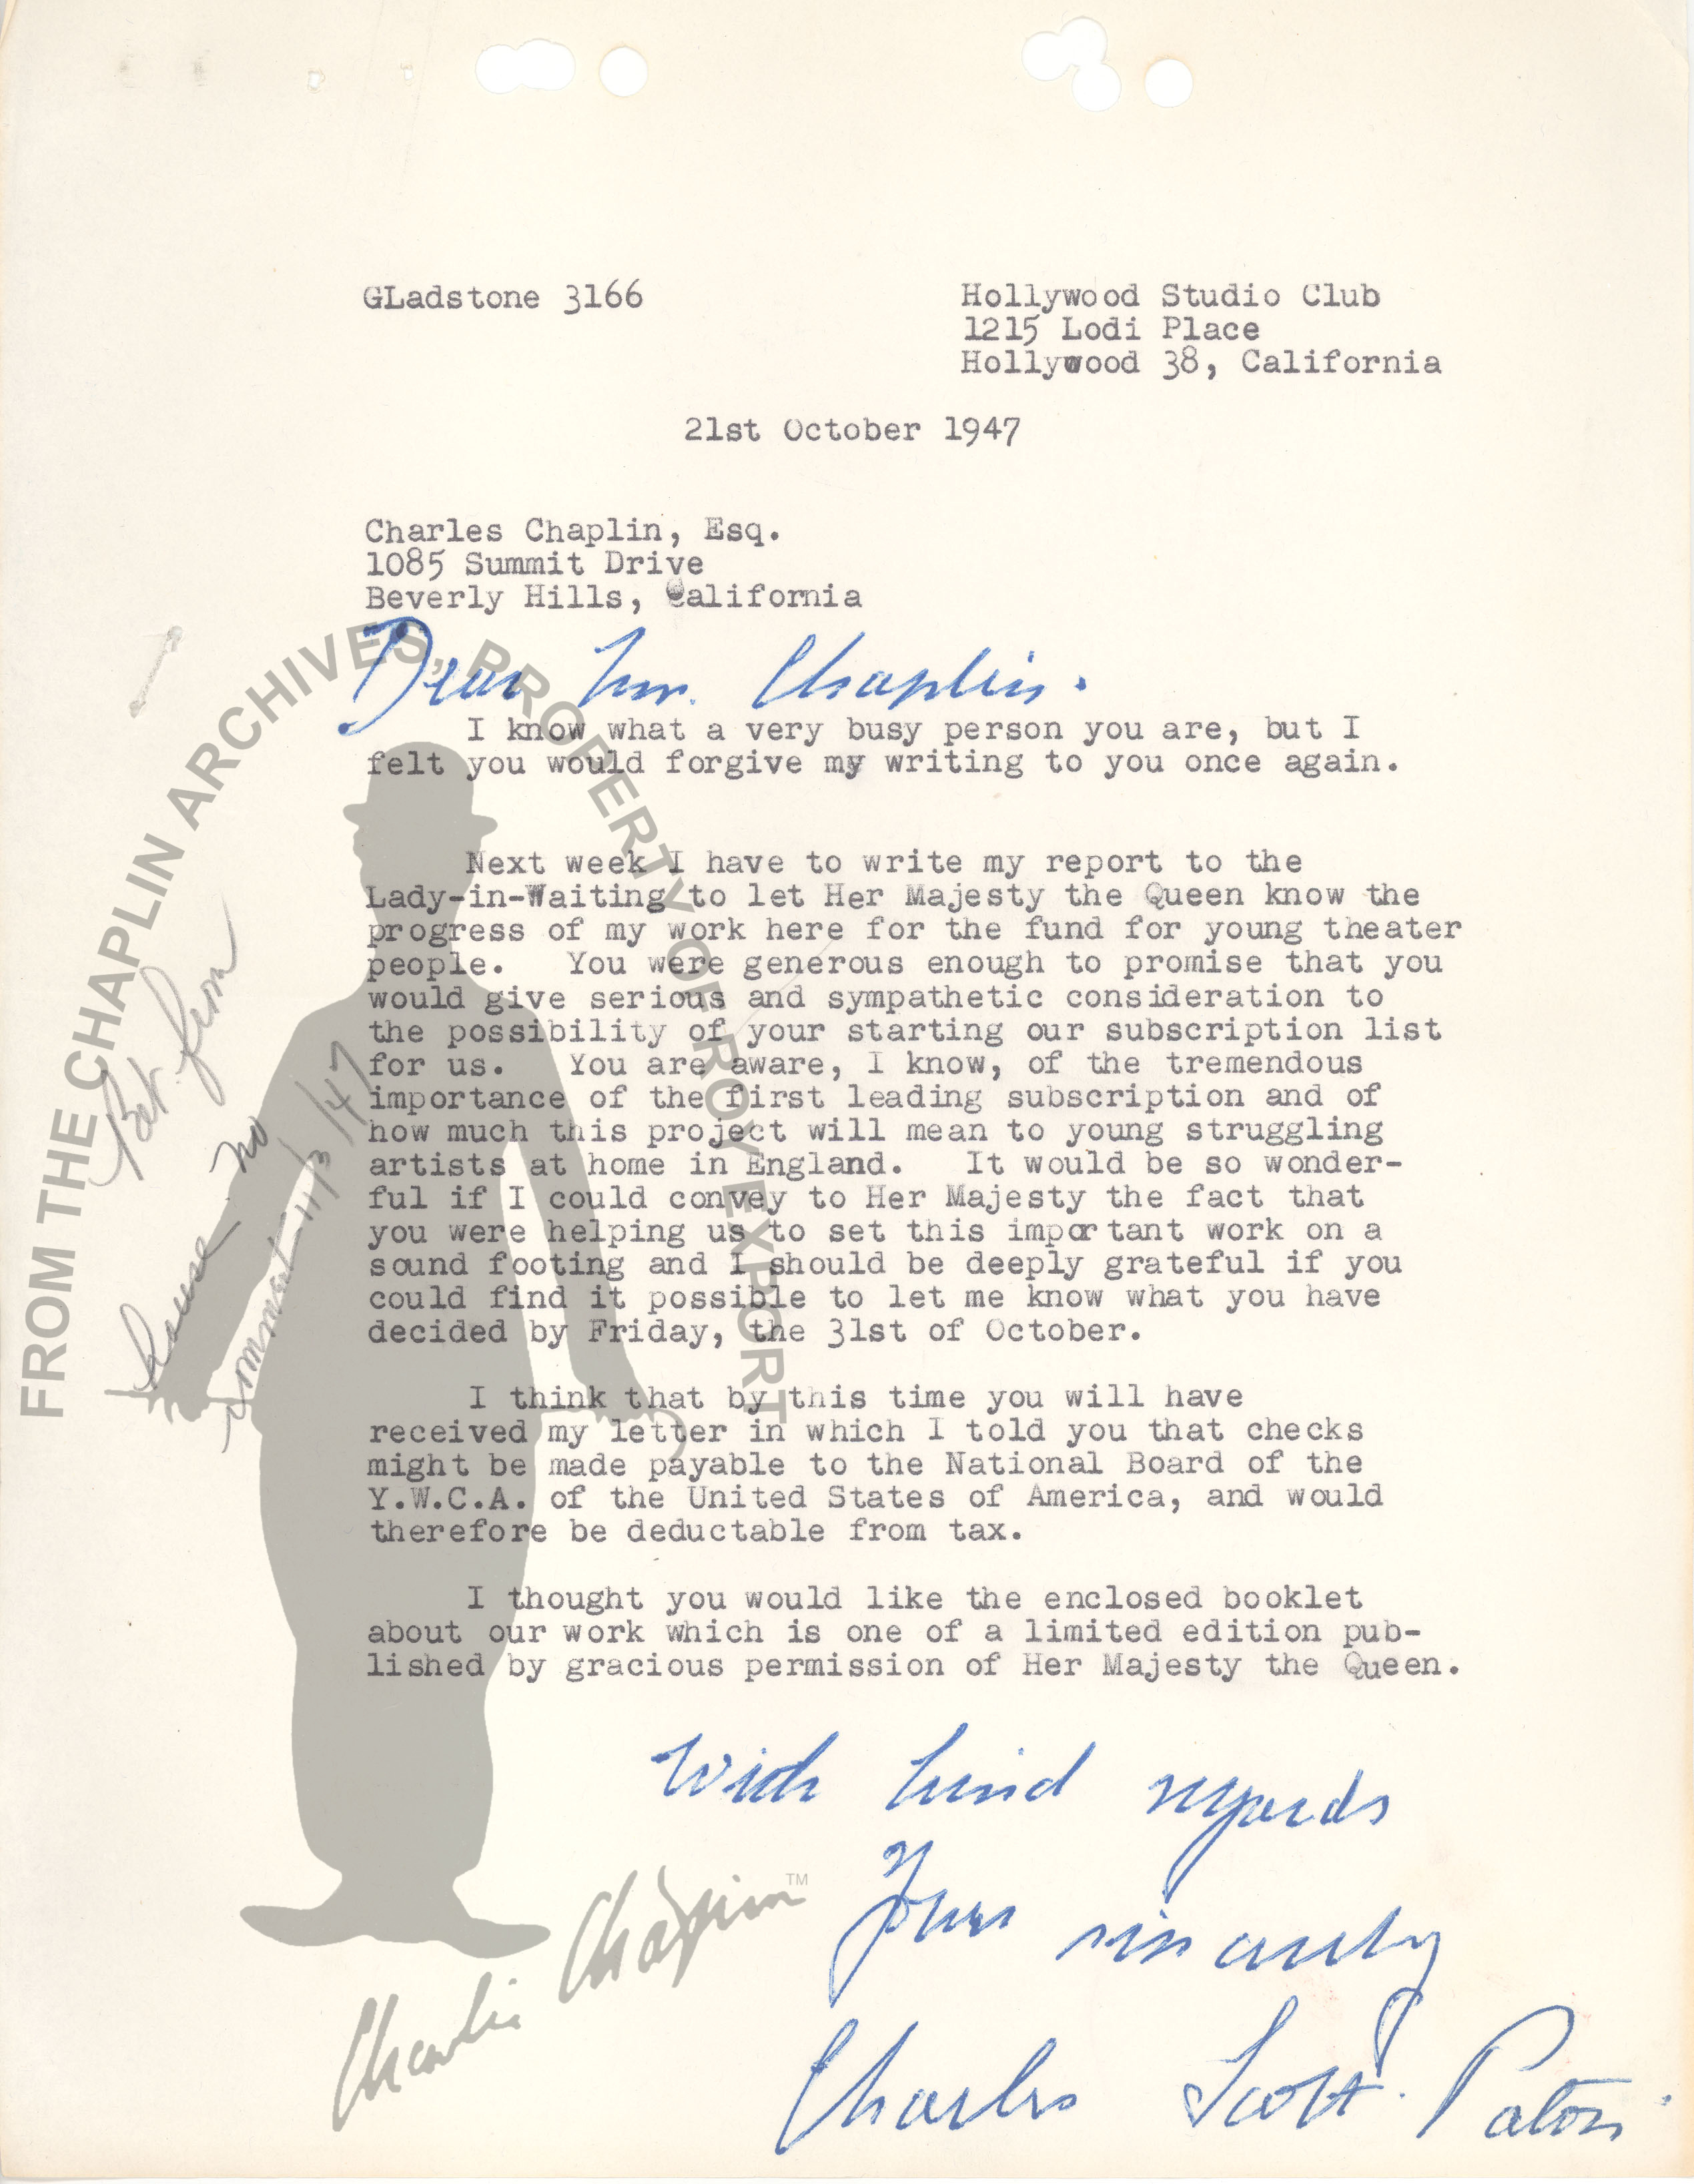 GLadstone 3166
Hollywood Studio Club
1215 Lodi Place
Hollywood 38, California
21st October 1947
Charles Chaplin, Esq.
1085 Summit Drive
Beverly Hills, California
Dear Mr. Chaplin.
I know what a very busy person you are, but I
felt you would forgive my writing to you once again.
Next week I have to write my report to the
Lady-in-Waiting to let Her Majesty the Queen know the
progress of my work here for the fund for young theater
people. You were generous enough to promise that you
would give serious and sympathetic consideration to
the possibility of your starting our subscription list
for us. You are aware, I know, of the tremendous
importance of the first leading subscription and of
how much this project will mean to young struggling
artists at home in England. It would be so wonder-
ful if I could convey to Her Majesty the fact that
you were helping us to set this important work on a
sound footing and I should be deeply grateful if you
could find it possible to let me know what you have
decided by Friday, the 31st of October.
I think that by this time you will have
received my letter in which I told you that checks
might be made payable to the National Board of the
Y.W.C.A. of the United States of America, and would
therefore be deductable from tax.
I thought you would like the enclosed booklet
about our work which is one of a limited edition pub-
lished by gracious permission of Her Majesty the Queen.
With kind regards
Yours sincerely
Charles Scott. Paton.
no
11/3/47
FROM THE CHAPLIN ARCHIVES, PROPERTY OF ROY EXPORT
Charlie Chaplin TM